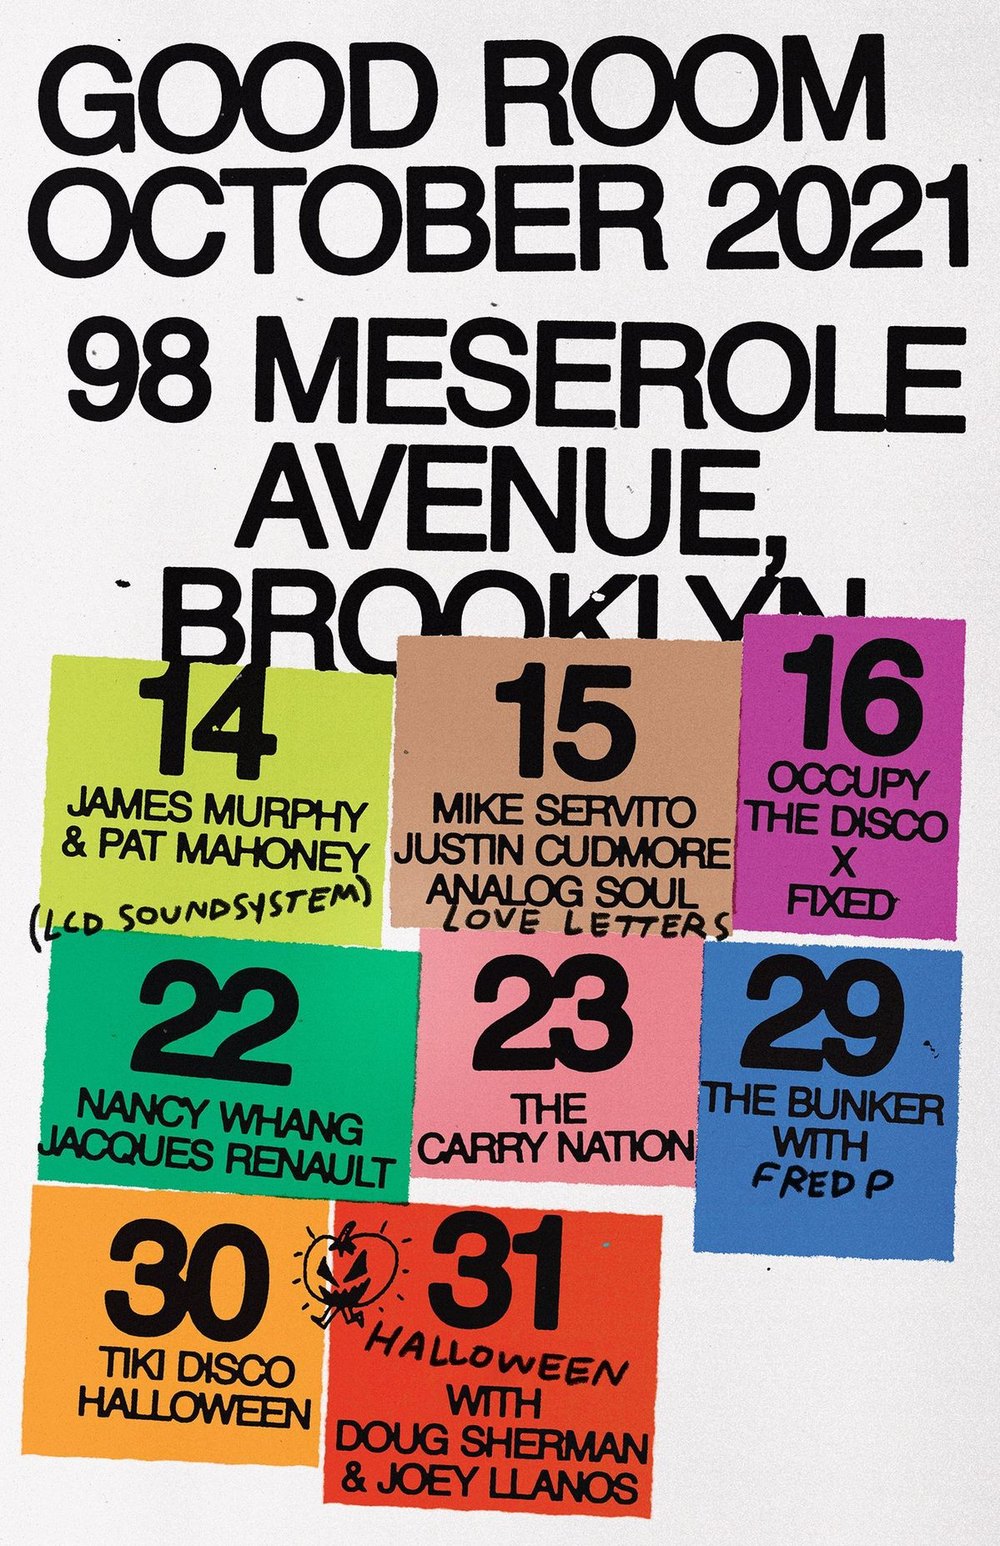 GOOD ROOM
OCTOBER 2021
98 MESEROLE
AVENUE,
BROOKLYN
14
JAMES MURPHY
& PAT MAHONEY
(LCD SOUNDSYSTEM)
15
MIKE SERVITO
JUSTIN CUDMORE
ANALOG SOUL
LOVE LETTERS
16
OCCUPY
THE DISCO
X
FIXED
22
NANCY WHANG
JACQUES RENAULT
23
THE
CARRY NATION
29
THE BUNKER
WITH
FRED P
30
TIKI DISCO
HALLOWEEN
31
HALLOWEEN
WITH
DOUG SHERMAN
& JOEY LLANOS